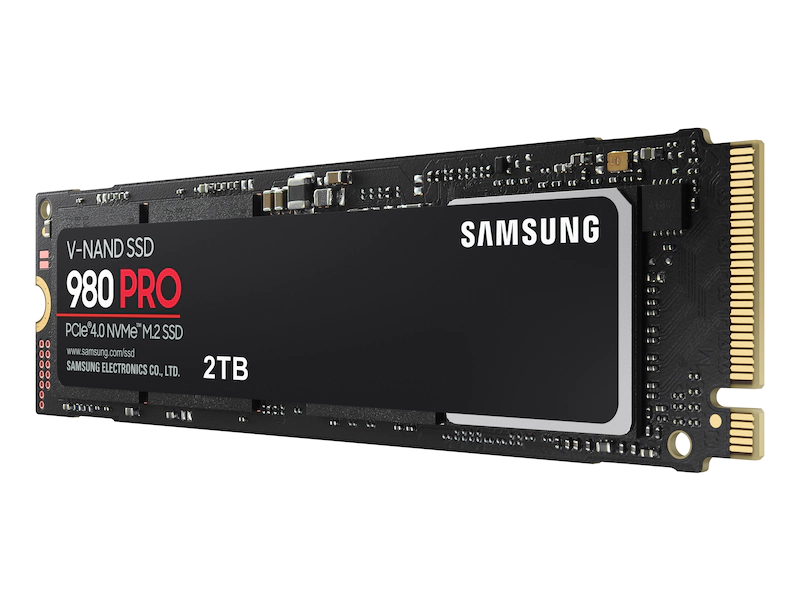 SAMSUNG
V-NAND SSD
980 PRO
PCIe®4.0 NVMe™ M.2 SSD
www.samsung.com/ssd
SAMSUNG ELECTRONICS CO., LTD.
2TB